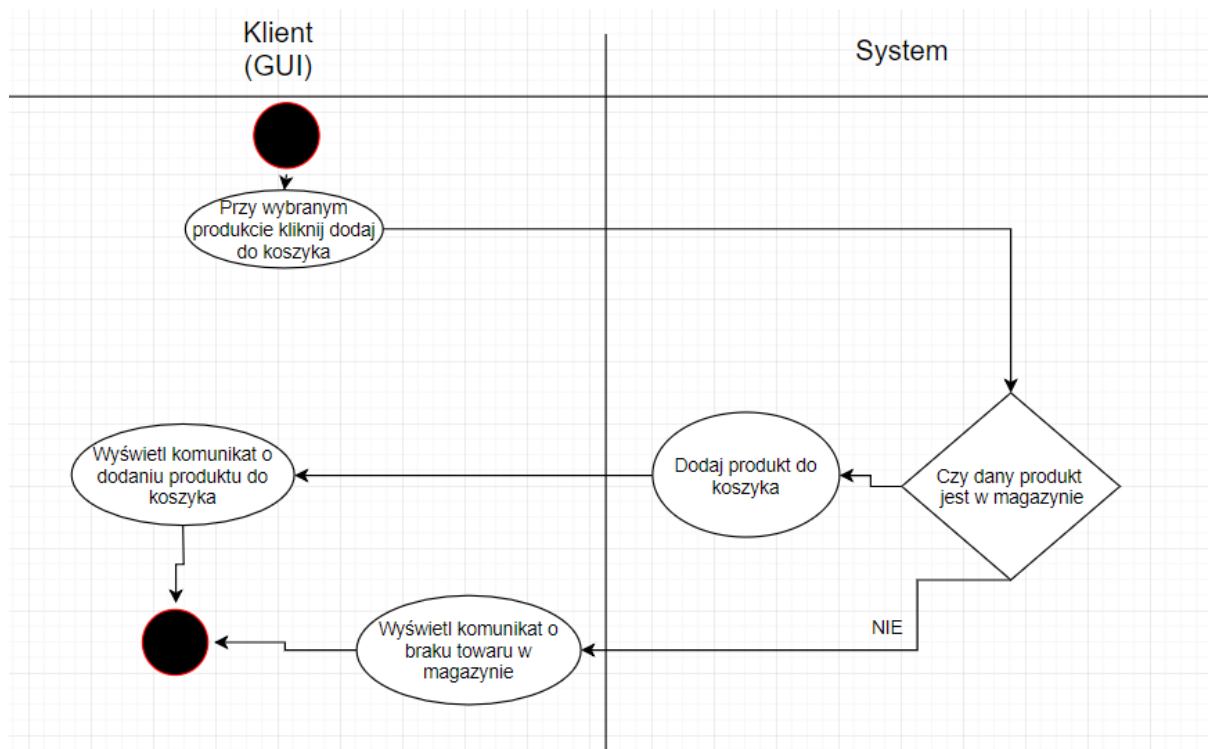 Klient
(GUI)
System
Przy wybranym
produkcie kliknij dodaj
do koszyka
Wyświetl komunikat o
dodaniu produktu do
koszyka
Dodaj produkt do
koszyka
Czy dany produkt
jest w magazynie
NIE
Wyświetl komunikat o
braku towaru w
magazynie